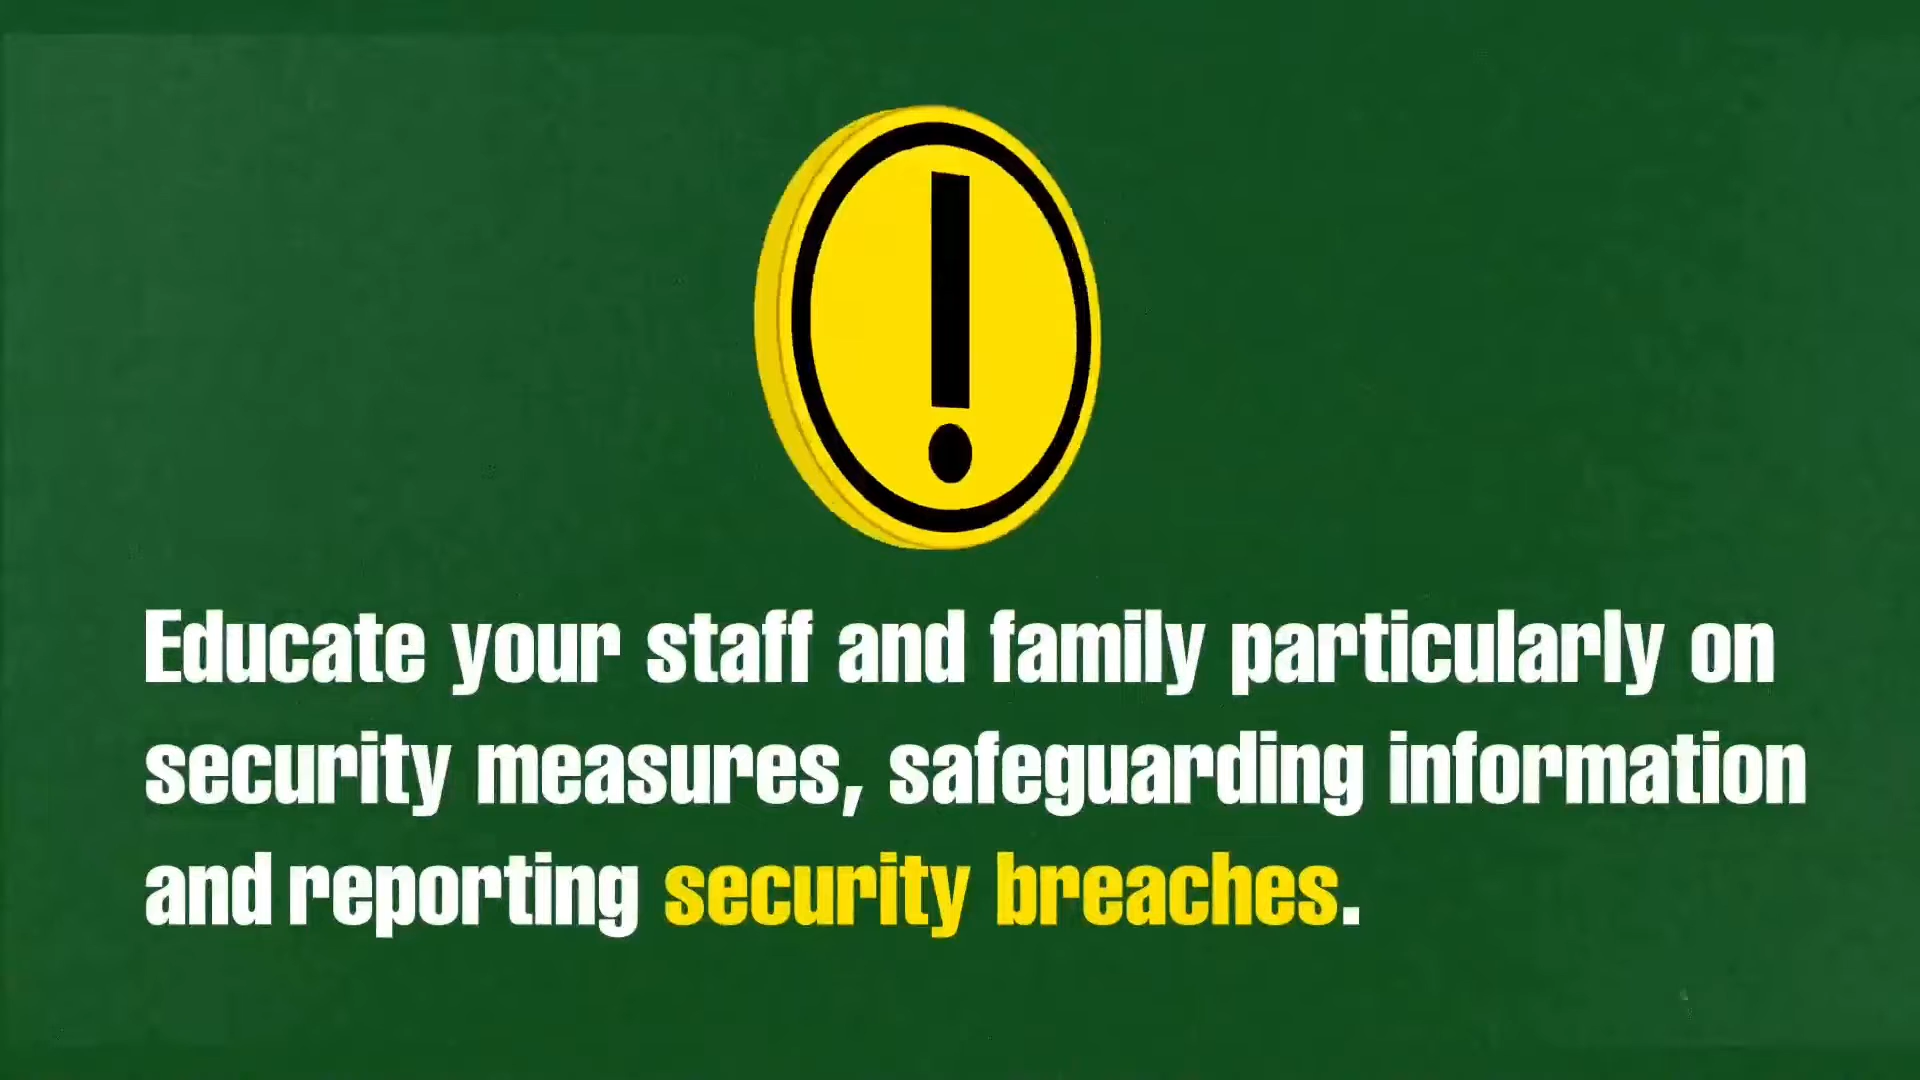 Educate your staff and family particularly on
security measures, safeguarding information
and reporting security breaches.